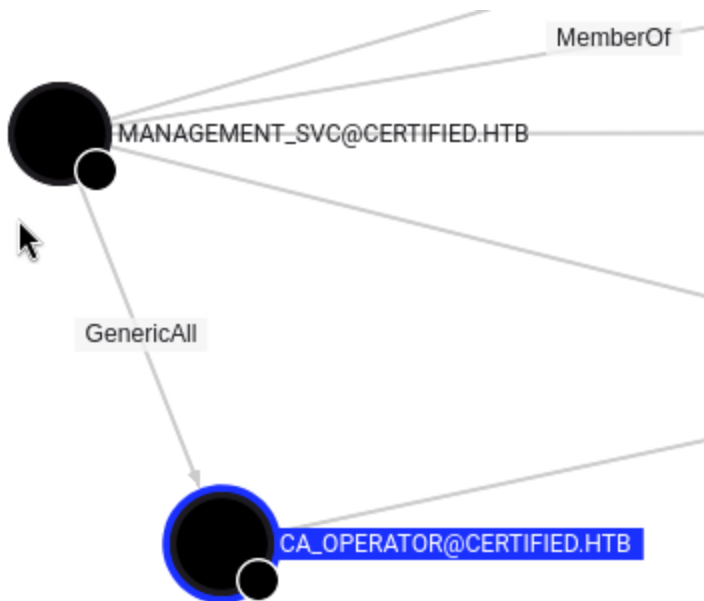 MemberOf
MANAGEMENT_SVC@CERTIFIED.HTB
GenericAll
CA_OPERATOR@CERTIFIED.HTB